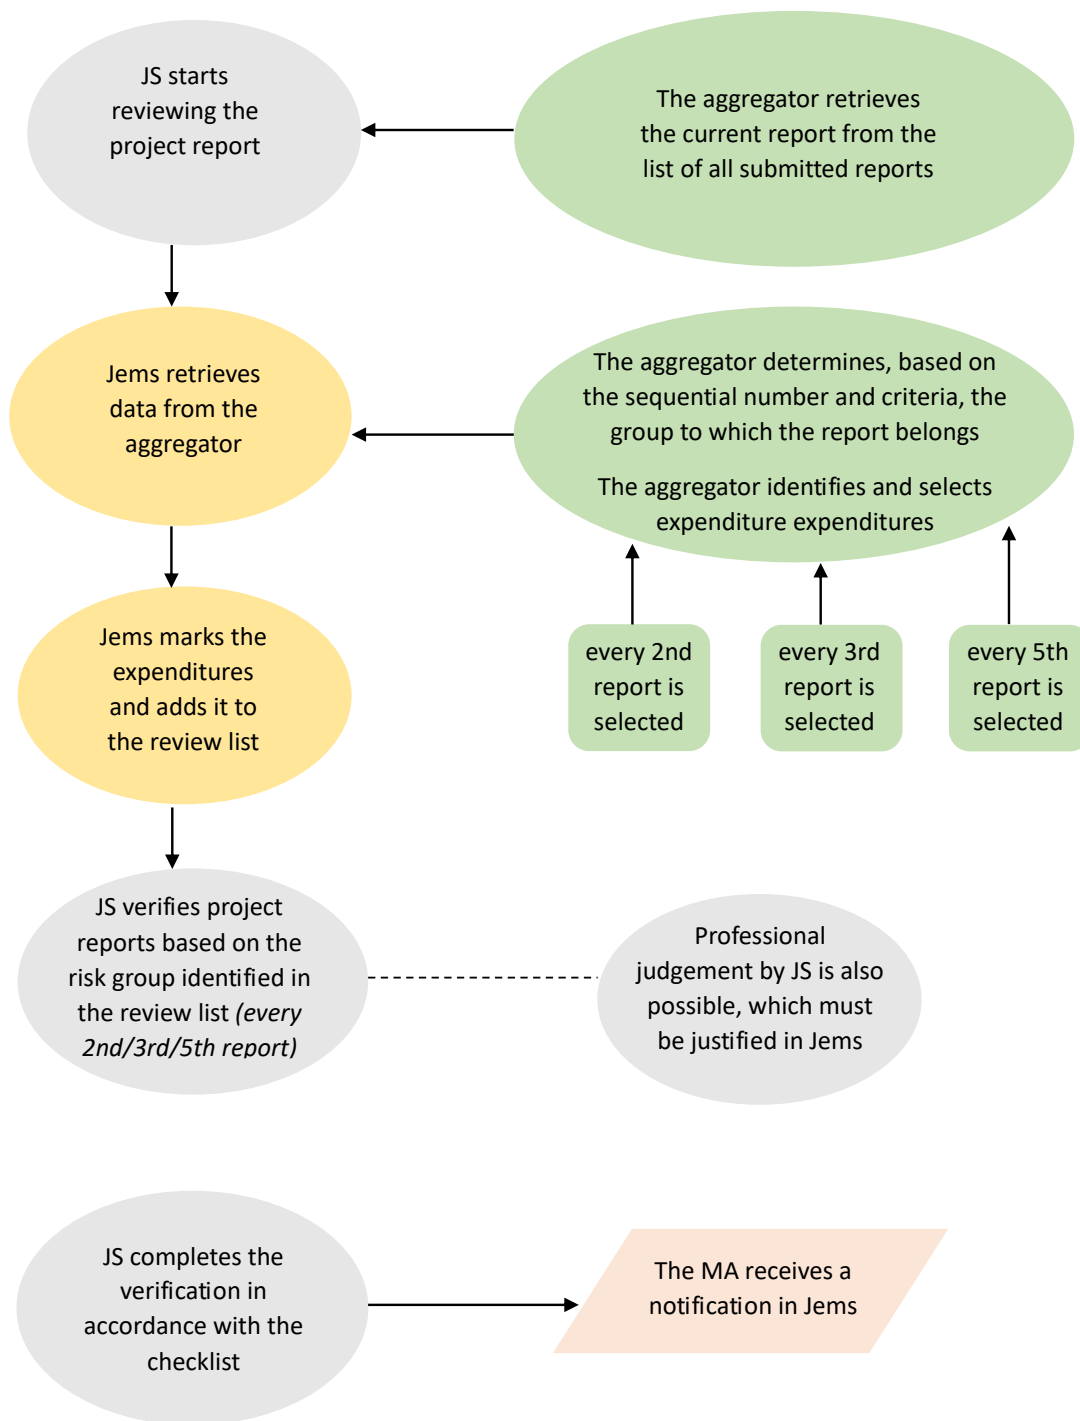 JS starts
reviewing the
project report
The aggregator retrieves
the current report from the
list of all submitted reports
Jems retrieves
data from the
aggregator
The aggregator determines, based on
the sequential number and criteria, the
group to which the report belongs
The aggregator identifies and selects
expenditure expenditures
every 2nd
report is
selected
every 3rd
report is
selected
every 5th
report is
selected
Jems marks the
expenditures
and adds it to
the review list
JS verifies project
reports based on the
risk group identified in
the review list (every
2nd/3rd/5th report)
Professional
judgement by JS is also
possible, which must
be justified in Jems
JS completes the
verification in
accordance with the
checklist
The MA receives a
notification in Jems